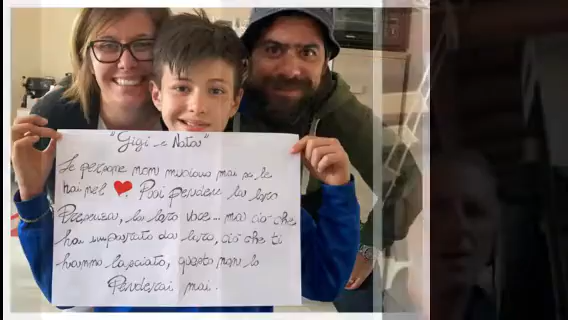 "Gigi e Nata"
Le persone non muoiono mai se le
hai nel ❤. Puoi perdere la loro
Presenza, la loro voce... ma ciò che
hai imparato da loro, ciò che ti
hanno lasciato, questo non lo
Perderai mai.